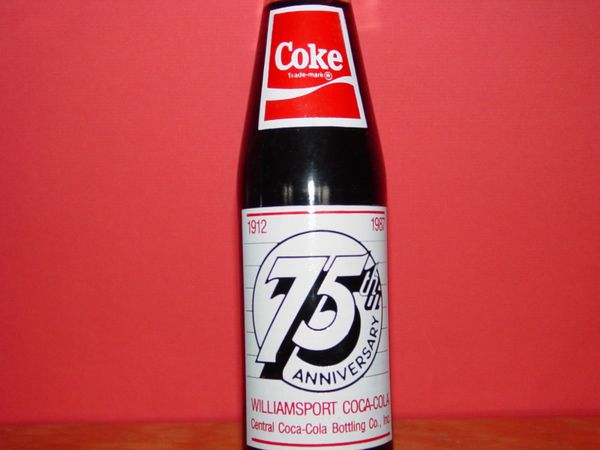 Coke
Trade-mark®
1912 1987
75th
ANNIVERSARY
WILLIAMSPORT COCA-COLA
Central Coca-Cola Bottling Co., Inc.